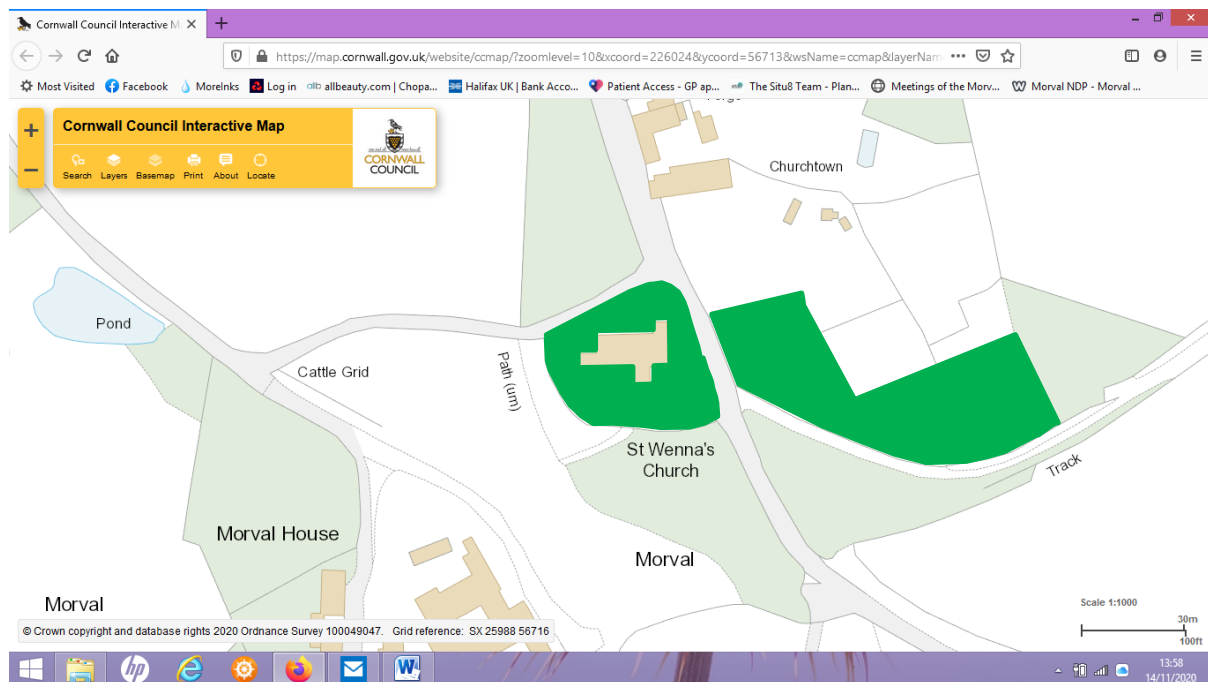 Cornwall Council Interactive M
https://map.cornwall.gov.uk/website/ccmap/?zoomlevel=10&xcoord=226024&ycoord=56713&wsName=ccmap&layerNam
Most Visited Facebook MoreInks Log in allbeauty.com | Chopa... Halifax UK | Bank Acco... Patient Access - GP ap... The Situ8 Team - Plan... Meetings of the Morv... Morval NDP - Morval ...
Cornwall Council Interactive Map
Search Layers Basemap Print About Locate
CORNWALL
COUNCIL
Churchtown
Pond
Cattle Grid
Path (um)
St Wenna's
Church
Track
Morval House
Morval
Morval
Scale 1:1000
30m
100ft
© Crown copyright and database rights 2020 Ordnance Survey 100049047. Grid reference: SX 25988 56716
hp
W
13:58
14/11/2020